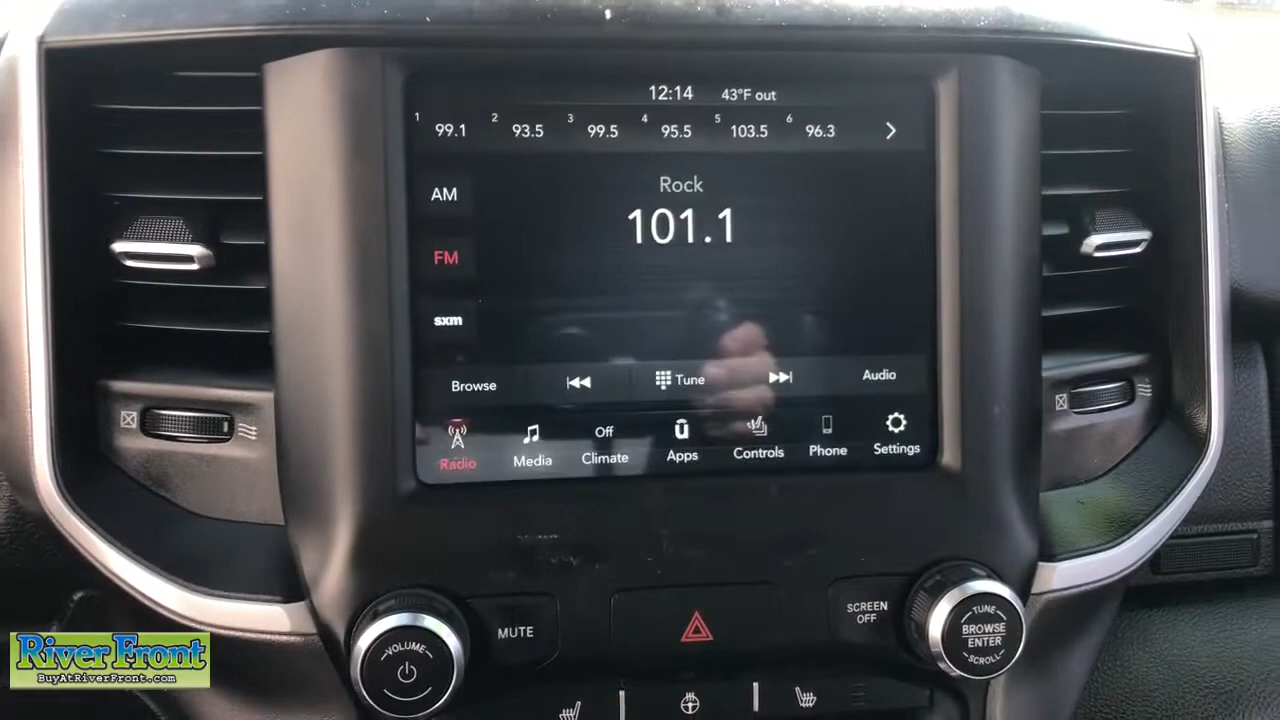 12:14 43°F out
1 99.1 2 93.5 3 99.5 4 95.5 5 103.5 6 96.3
Rock
101.1
AM
FM
sxm
Browse Tune Audio
Off
Radio Media Climate Apps Controls Phone Settings
VOLUME
MUTE
SCREEN
OFF
TUNE
BROWSE
ENTER
SCROLL
River Front
BuyAtRiverFront.com